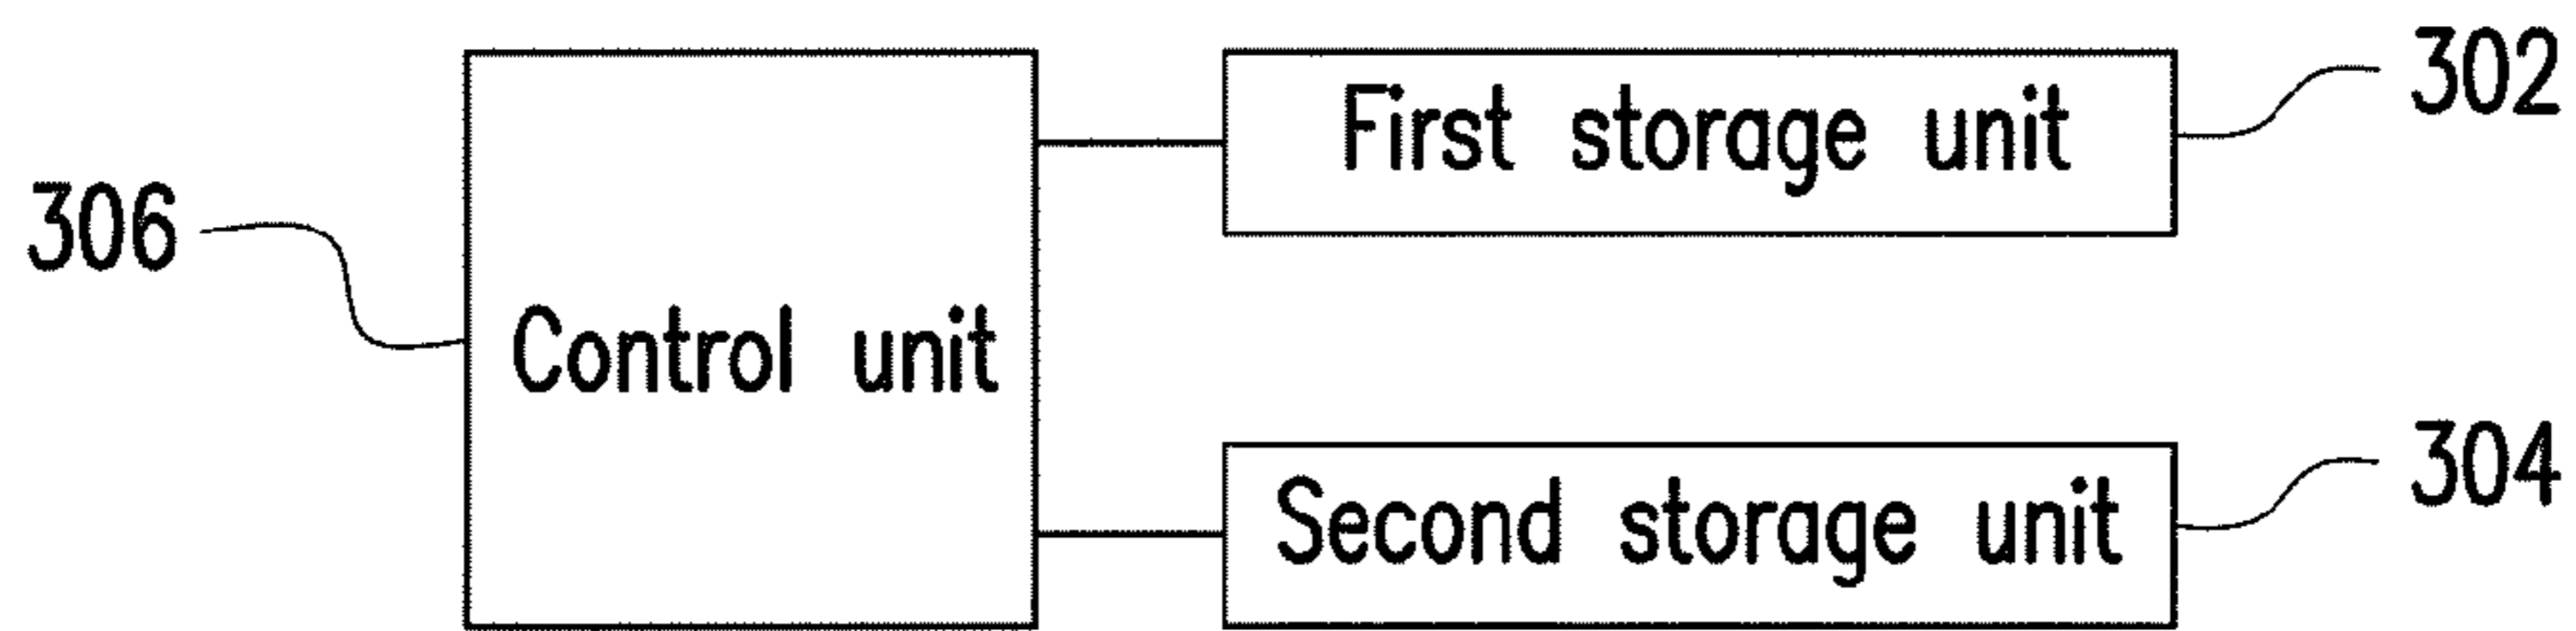 302
First storage unit
306
Control unit
304
Second storage unit